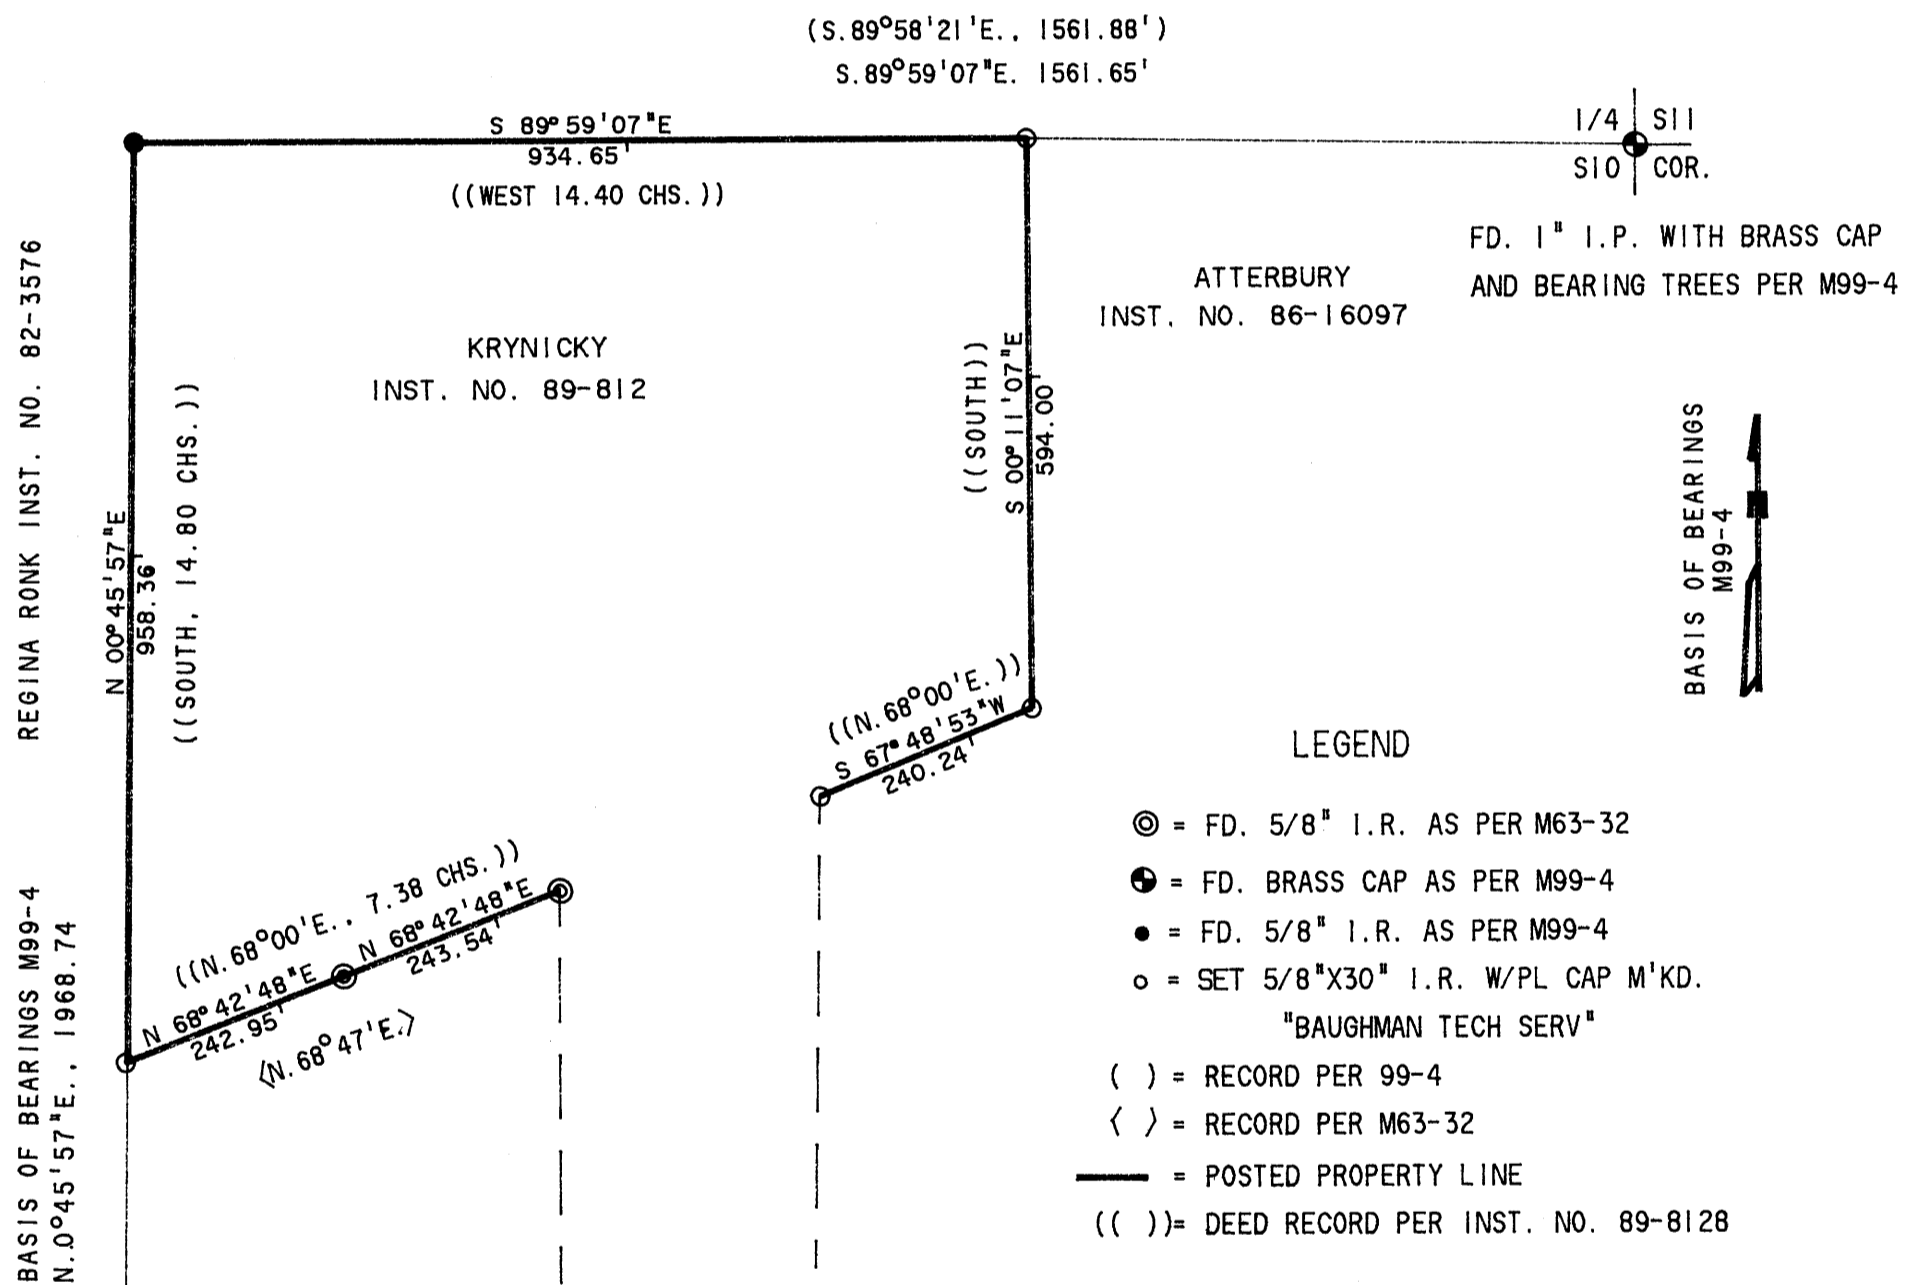 (S.89°58'21'E., 1561.88')
S.89°59'07"E. 1561.65'
S 89°59'07"E
934.65'
((WEST 14.40 CHS.))
1/4 S11
S10 COR.
FD. 1" I.P. WITH BRASS CAP
AND BEARING TREES PER M99-4
ATTERBURY
INST. NO. 86-16097
KRYNICKY
INST. NO. 89-812
REGINA RONK INST. NO. 82-3576
N 00°45'57"E
958.36'
((SOUTH, 14.80 CHS.))
((SOUTH))
S 00°11'07"E
594.00'
BASIS OF BEARINGS
M99-4
N
((N.68°00'E.))
S 67°48'53"W
240.24'
((N.68°00'E., 7.38 CHS.))
N 68°42'48"E
243.54'
N 68°42'48"E
242.95'
<N.68°47'E.>
BASIS OF BEARINGS M99-4
N.0°45'57"E., 1968.74
LEGEND
= FD. 5/8" I.R. AS PER M63-32
= FD. BRASS CAP AS PER M99-4
= FD. 5/8" I.R. AS PER M99-4
= SET 5/8"X30" I.R. W/PL CAP M'KD.
"BAUGHMAN TECH SERV"
( ) = RECORD PER 99-4
< > = RECORD PER M63-32
= POSTED PROPERTY LINE
(( ))= DEED RECORD PER INST. NO. 89-8128